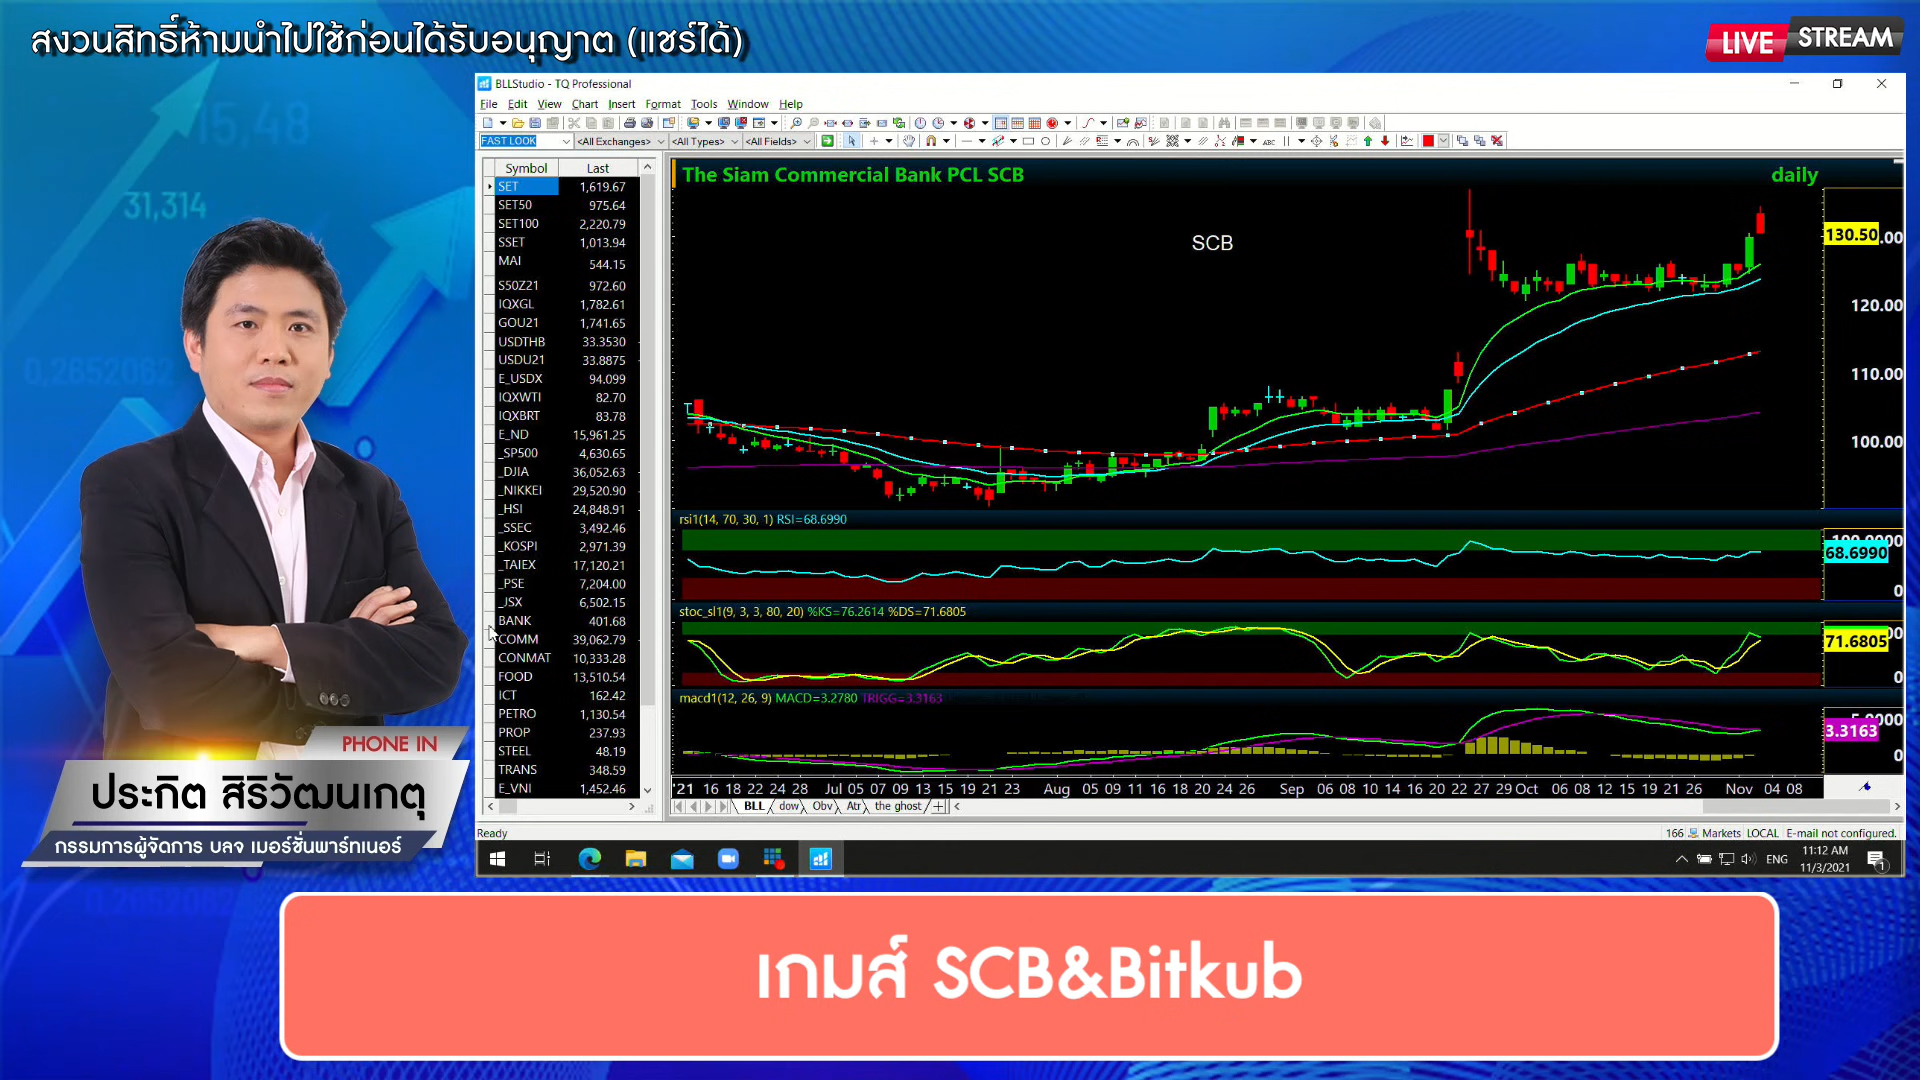 สงวนสิทธิ์ห้ามนำไปใช้ก่อนได้รับอนุญาต (แชร์ได้)
LIVE STREAM
BLLStudio - TQ Professional
File Edit View Chart Insert Format Tools Window Help
FAST LOOK <All Exchanges> <All Types> <All Fields>
Symbol Last
SET 1,619.67
SET50 975.64
SET100 2,220.79
SSET 1,013.94
MAI 544.15
S50Z21 972.60
IQXGL 1,782.61
GOU21 1,741.65
USDTHB 33.3530
USDU21 33.8875
E_USDX 94.099
IQXWTI 82.70
IQXBRT 83.78
E_ND 15,961.25
_SP500 4,630.65
_DJIA 36,052.63
_NIKKEI 29,520.90
_HSI 24,848.91
_SSEC 3,492.46
_KOSPI 2,971.39
_TAIEX 17,120.21
_PSE 7,204.00
_JSX 6,502.15
BANK 401.68
COMM 39,062.79
CONMAT 10,333.28
FOOD 13,510.54
ICT 162.42
PETRO 1,130.54
PROP 237.93
STEEL 48.19
TRANS 348.59
E_VNI 1,452.46
The Siam Commercial Bank PCL SCB daily
SCB
130.50
120.00
110.00
100.00
rsi1(14, 70, 30, 1) RSI=68.6990
68.6990
0
stoc_sl1(9, 3, 3, 80, 20) %KS=76.2614 %DS=71.6805
71.6805
0
macd1(12, 26, 9) MACD=3.2780 TRIGG=3.3163
3.3163
0
'21 16 18 22 24 28 Jul 05 07 09 13 15 19 21 23 Aug 05 09 11 16 18 20 24 26 Sep 06 08 10 14 16 20 22 27 29 Oct 06 08 12 15 19 21 26 Nov 04 08
BLL dow Obv Atr the ghost
Ready 166 Markets LOCAL E-mail not configured.
ENG 11:12 AM
11/3/2021
1
PHONE IN
ประกิต สิริวัฒนเกตุ
กรรมการผู้จัดการ บลจ เมอร์ชั่นพาร์ทเนอร์
เกมส์ SCB&Bitkub